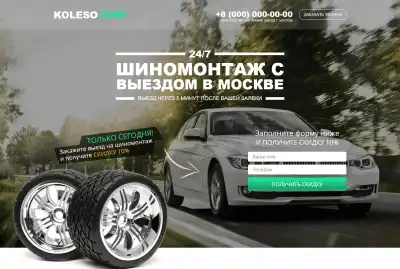 KOLESO
+8 (000) 000-00-00
ЗАКАЗАТЬ ЗВОНОК
24/7
ШИНОМОНТАЖ С
ВЫЕЗДОМ В МОСКВЕ
ВЫЕЗД ЧЕРЕЗ 5 МИНУТ ПОСЛЕ ВАШЕЙ ЗАЯВКИ
ТОЛЬКО СЕГОДНЯ!
Закажите выезд на шиномонтаж
и получите СКИДКУ 10%
Заполните форму ниже
И ПОЛУЧИТЕ СКИДКУ 10%
Ваше имя
Телефон
ПОЛУЧИТЬ СКИДКУ